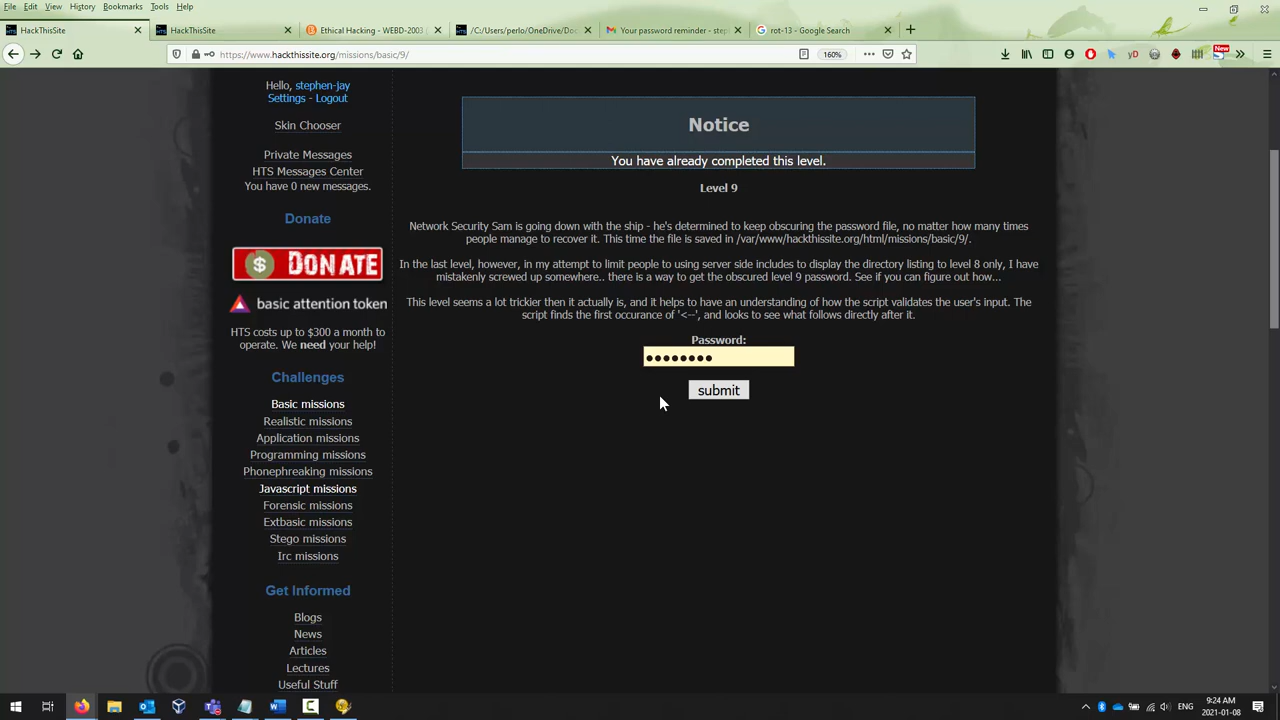 File Edit View History Bookmarks Tools Help
HackThisSite
HackThisSite
Ethical Hacking - WEBD-2003
/C:/Users/perlo/OneDrive/Doc
Your password reminder - step
rot-13 - Google Search
https://www.hackthissite.org/missions/basic/9/
160%
New
Hello, stephen-jay
Settings - Logout
Skin Chooser
Private Messages
HTS Messages Center
You have 0 new messages.
Donate
$ DONATE
basic attention token
HTS costs up to $300 a month to
operate. We need your help!
Challenges
Basic missions
Realistic missions
Application missions
Programming missions
Phonephreaking missions
Javascript missions
Forensic missions
Extbasic missions
Stego missions
Irc missions
Get Informed
Blogs
News
Articles
Lectures
Useful Stuff
Notice
You have already completed this level.
Level 9
Network Security Sam is going down with the ship - he's determined to keep obscuring the password file, no matter how many times
people manage to recover it. This time the file is saved in /var/www/hackthissite.org/html/missions/basic/9/.
In the last level, however, in my attempt to limit people to using server side includes to display the directory listing to level 8 only, I have
mistakenly screwed up somewhere.. there is a way to get the obscured level 9 password. See if you can figure out how...
This level seems a lot trickier then it actually is, and it helps to have an understanding of how the script validates the user's input. The
script finds the first occurance of '<--', and looks to see what follows directly after it.
Password:
submit
ENG
9:24 AM
2021-01-08